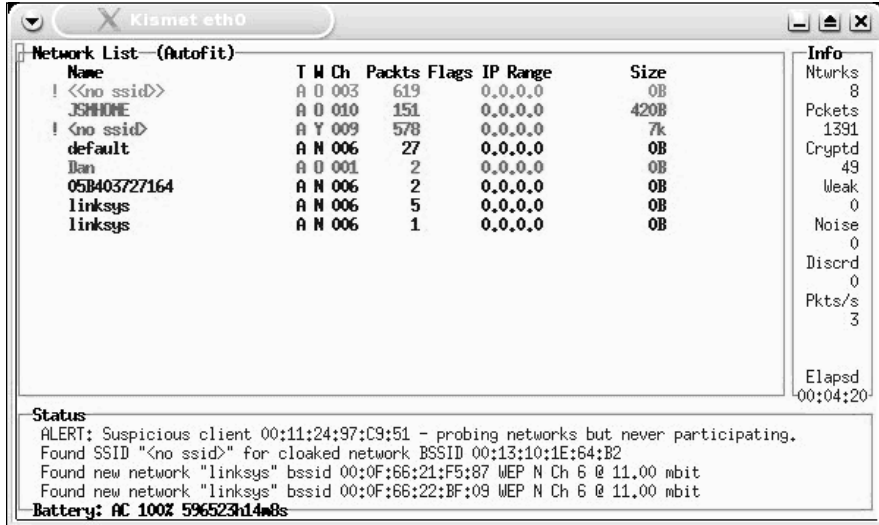 Kismet eth0
Network List—(Autofit)
Name T W Ch Packts Flags IP Range Size
! <<no ssid>> A O 003 619 0.0.0.0 0B
JSMHOME A O 010 151 0.0.0.0 420B
! <no ssid> A Y 009 578 0.0.0.0 7k
default A N 006 27 0.0.0.0 0B
Dan A O 001 2 0.0.0.0 0B
05B403727164 A N 006 2 0.0.0.0 0B
linksys A N 006 5 0.0.0.0 0B
linksys A N 006 1 0.0.0.0 0B
Info
Ntwrks
8
Pckets
1391
Cryptd
49
Weak
0
Noise
0
Discrd
0
Pkts/s
3
Elapsd
00:04:20
Status
ALERT: Suspicious client 00:11:24:97:C9:51 - probing networks but never participating.
Found SSID "<no ssid>" for cloaked network BSSID 00:13:10:1E:64:B2
Found new network "linksys" bssid 00:0F:66:21:F5:87 WEP N Ch 6 @ 11.00 mbit
Found new network "linksys" bssid 00:0F:66:22:BF:09 WEP N Ch 6 @ 11.00 mbit
Battery: AC 100% 596523h14m8s